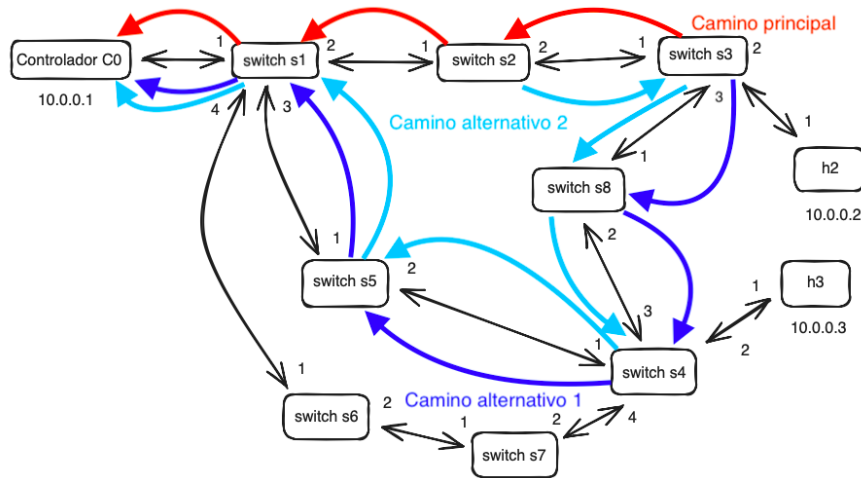 Camino principal
Controlador C0
1
switch s1
2
1
switch s2
2
1
switch s3
2
10.0.0.1
4
3
Camino alternativo 2
3
1
1
h2
10.0.0.2
switch s8
2
1
switch s5
2
1
h3
10.0.0.3
3
1
2
switch s4
1
Camino alternativo 1
switch s6
2
1
2
4
switch s7